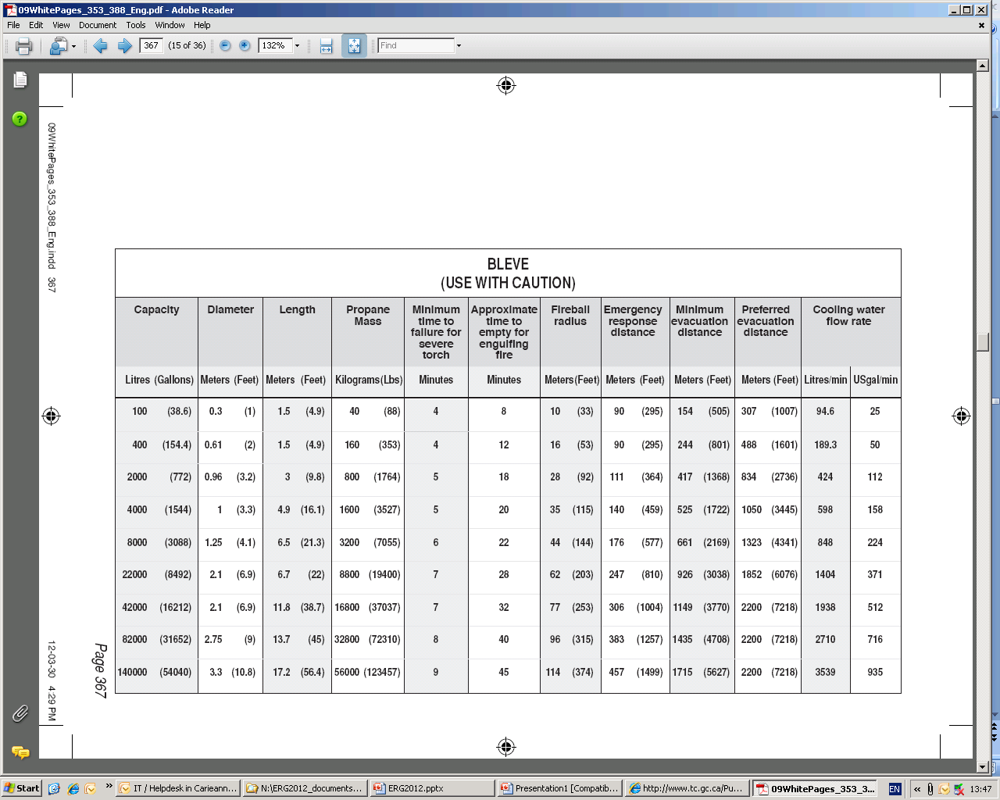 09WhitePages_353_388_Eng.pdf - Adobe Reader
File Edit View Document Tools Window Help
367 (15 of 36) 132% Find
09WhitePages_353_388_Eng.indd 367
12-03-30 4:29 PM
Page 367
BLEVE
(USE WITH CAUTION)
Capacity Diameter Length Propane Mass Minimum time to failure for severe torch Approximate time to empty for engulfing fire Fireball radius Emergency response distance Minimum evacuation distance Preferred evacuation distance Cooling water flow rate
Litres (Gallons) Meters (Feet) Meters (Feet) Kilograms (Lbs) Minutes Minutes Meters (Feet) Meters (Feet) Meters (Feet) Meters (Feet) Litres/min USgal/min
100 (38.6) 0.3 (1) 1.5 (4.9) 40 (88) 4 8 10 (33) 90 (295) 154 (505) 307 (1007) 94.6 25
400 (154.4) 0.61 (2) 1.5 (4.9) 160 (353) 4 12 16 (53) 90 (295) 244 (801) 488 (1601) 189.3 50
2000 (772) 0.96 (3.2) 3 (9.8) 800 (1764) 5 18 28 (92) 111 (364) 417 (1368) 834 (2736) 424 112
4000 (1544) 1 (3.3) 4.9 (16.1) 1600 (3527) 5 20 35 (115) 140 (459) 525 (1722) 1050 (3445) 598 158
8000 (3088) 1.25 (4.1) 6.5 (21.3) 3200 (7055) 6 22 44 (144) 176 (577) 661 (2169) 1323 (4341) 848 224
22000 (8492) 2.1 (6.9) 6.7 (22) 8800 (19400) 7 28 62 (203) 247 (810) 926 (3038) 1852 (6076) 1404 371
42000 (16212) 2.1 (6.9) 11.8 (38.7) 16800 (37037) 7 32 77 (253) 306 (1004) 1149 (3770) 2200 (7218) 1938 512
82000 (31652) 2.75 (9) 13.7 (45) 32800 (72310) 8 40 96 (315) 383 (1257) 1435 (4708) 2200 (7218) 2710 716
140000 (54040) 3.3 (10.8) 17.2 (56.4) 56000 (123457) 9 45 114 (374) 457 (1499) 1715 (5627) 2200 (7218) 3539 935
Start » IT / Helpdesk in Carieann... N:\ERG2012_documents... ERG2012.pptx Presentation1 [Compatib... http://www.tc.gc.ca/Pu... 09WhitePages_353_3... EN « 13:47